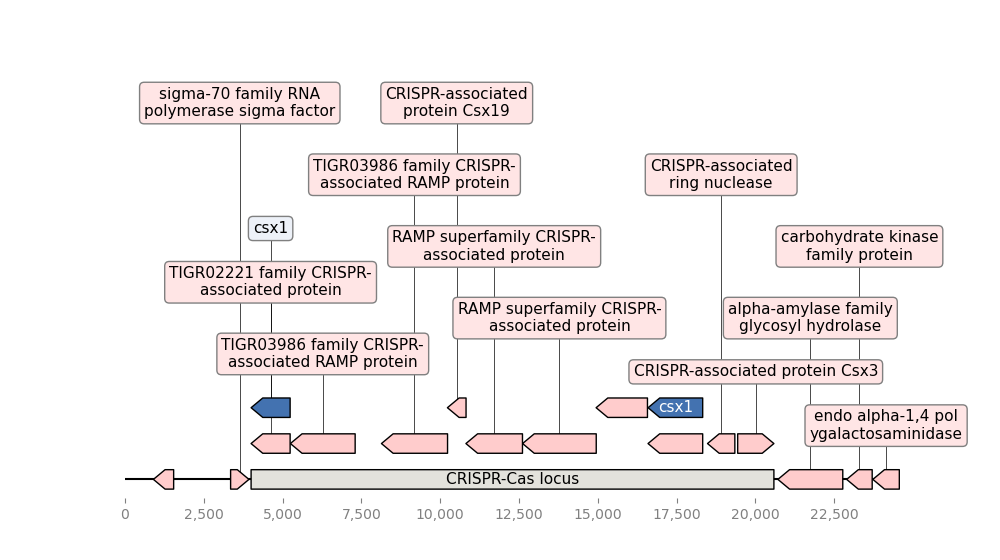 sigma-70 family RNA
polymerase sigma factor
CRISPR-associated
protein Csx19
TIGR03986 family CRISPR-
associated RAMP protein
CRISPR-associated
ring nuclease
csx1
RAMP superfamily CRISPR-
associated protein
carbohydrate kinase
family protein
TIGR02221 family CRISPR-
associated protein
RAMP superfamily CRISPR-
associated protein
alpha-amylase family
glycosyl hydrolase
TIGR03986 family CRISPR-
associated RAMP protein
CRISPR-associated protein Csx3
csx1
endo alpha-1,4 pol
ygalactosaminidase
CRISPR-Cas locus
0 2,500 5,000 7,500 10,000 12,500 15,000 17,500 20,000 22,500